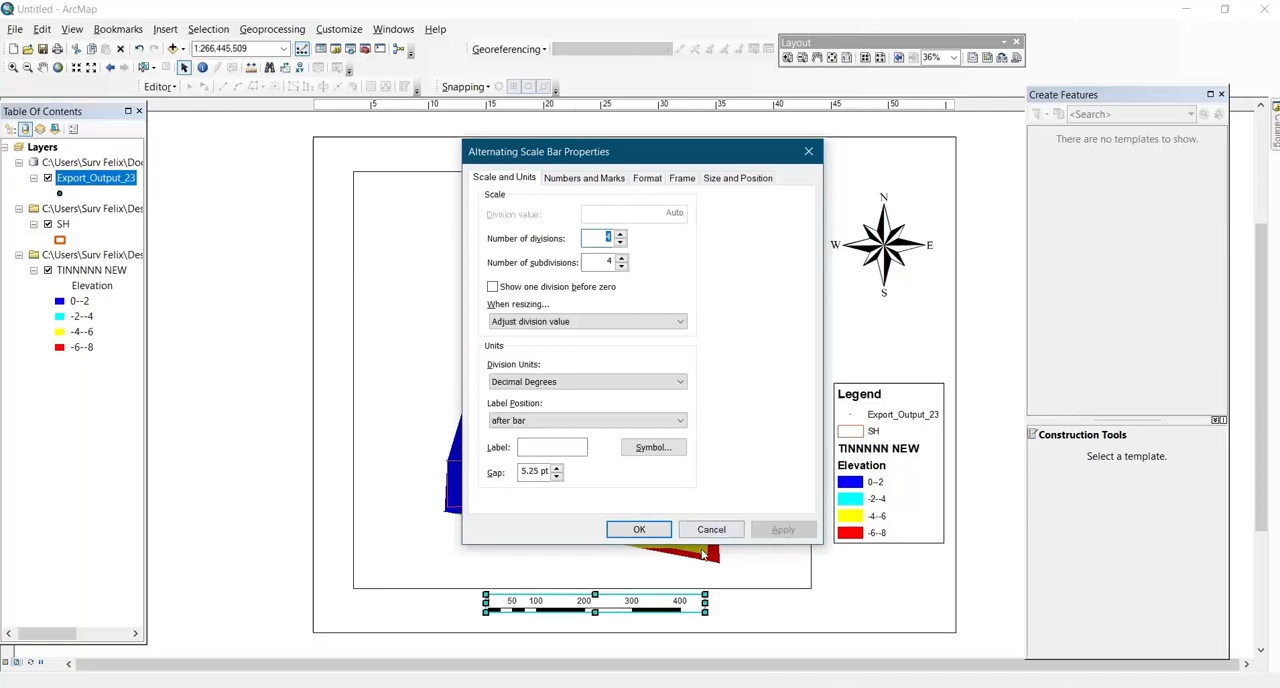 Untitled - ArcMap
File Edit View Bookmarks Insert Selection Geoprocessing Customize Windows Help
Layout
1:266,445,509
Georeferencing
36%
Editor
Snapping
Table Of Contents
5 10 15 20 25 30 35 40 45 50
Create Features
<Search>
There are no templates to show.
Catalog
Layers
C:\Users\Surv Felix\Doc
Export_Output_23
C:\Users\Surv Felix\Des
SH
C:\Users\Surv Felix\Des
TINNNNN NEW
Elevation
0--2
-2--4
-4--6
-6--8
Alternating Scale Bar Properties
Scale and Units Numbers and Marks Format Frame Size and Position
Scale
Division value: Auto
Number of divisions: 4
Number of subdivisions: 4
Show one division before zero
When resizing...
Adjust division value
Units
Division Units:
Decimal Degrees
Label Position:
after bar
Label: Symbol...
Gap: 5.25 pt
OK Cancel Apply
N
W E
S
Legend
Export_Output_23
SH
TINNNNN NEW
Elevation
0--2
-2--4
-4--6
-6--8
50 100 200 300 400
Construction Tools
Select a template.